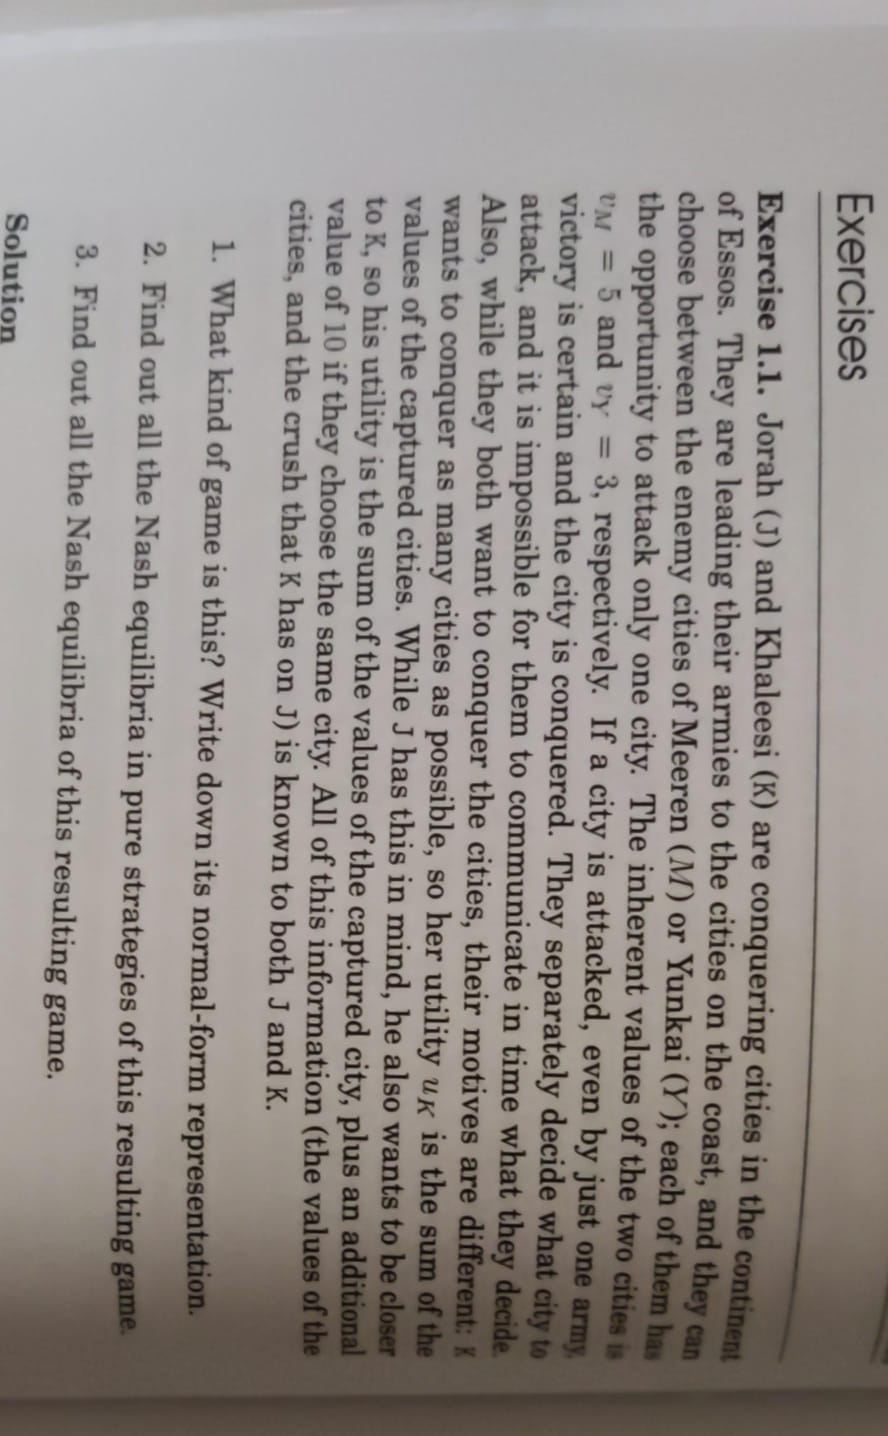 Exercises
Exercise 1.1. Jorah (J) and Khaleesi (K) are conquering cities in the continent
of Essos. They are leading their armies to the cities on the coast, and they can
choose between the enemy cities of Meeren (M) or Yunkai (Y); each of them has
the opportunity to attack only one city. The inherent values of the two cities is
vM = 5 and vY = 3, respectively. If a city is attacked, even by just one army,
victory is certain and the city is conquered. They separately decide what city to
attack, and it is impossible for them to communicate in time what they decide.
Also, while they both want to conquer the cities, their motives are different: K
wants to conquer as many cities as possible, so her utility uK is the sum of the
values of the captured cities. While J has this in mind, he also wants to be closer
to K, so his utility is the sum of the values of the captured city, plus an additional
value of 10 if they choose the same city. All of this information (the values of the
cities, and the crush that K has on J) is known to both J and K.
1. What kind of game is this? Write down its normal-form representation.
2. Find out all the Nash equilibria in pure strategies of this resulting game.
3. Find out all the Nash equilibria of this resulting game.
Solution